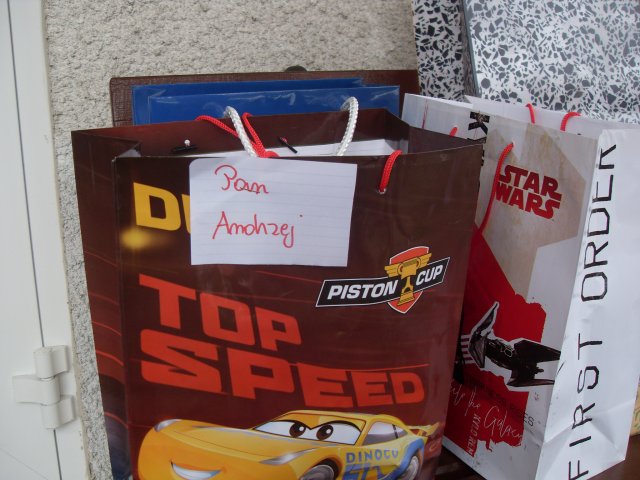 Pan
Andrzej
PISTON CUP
TOP
SPEED
DINOCO
STAR
WARS
FIRST ORDER